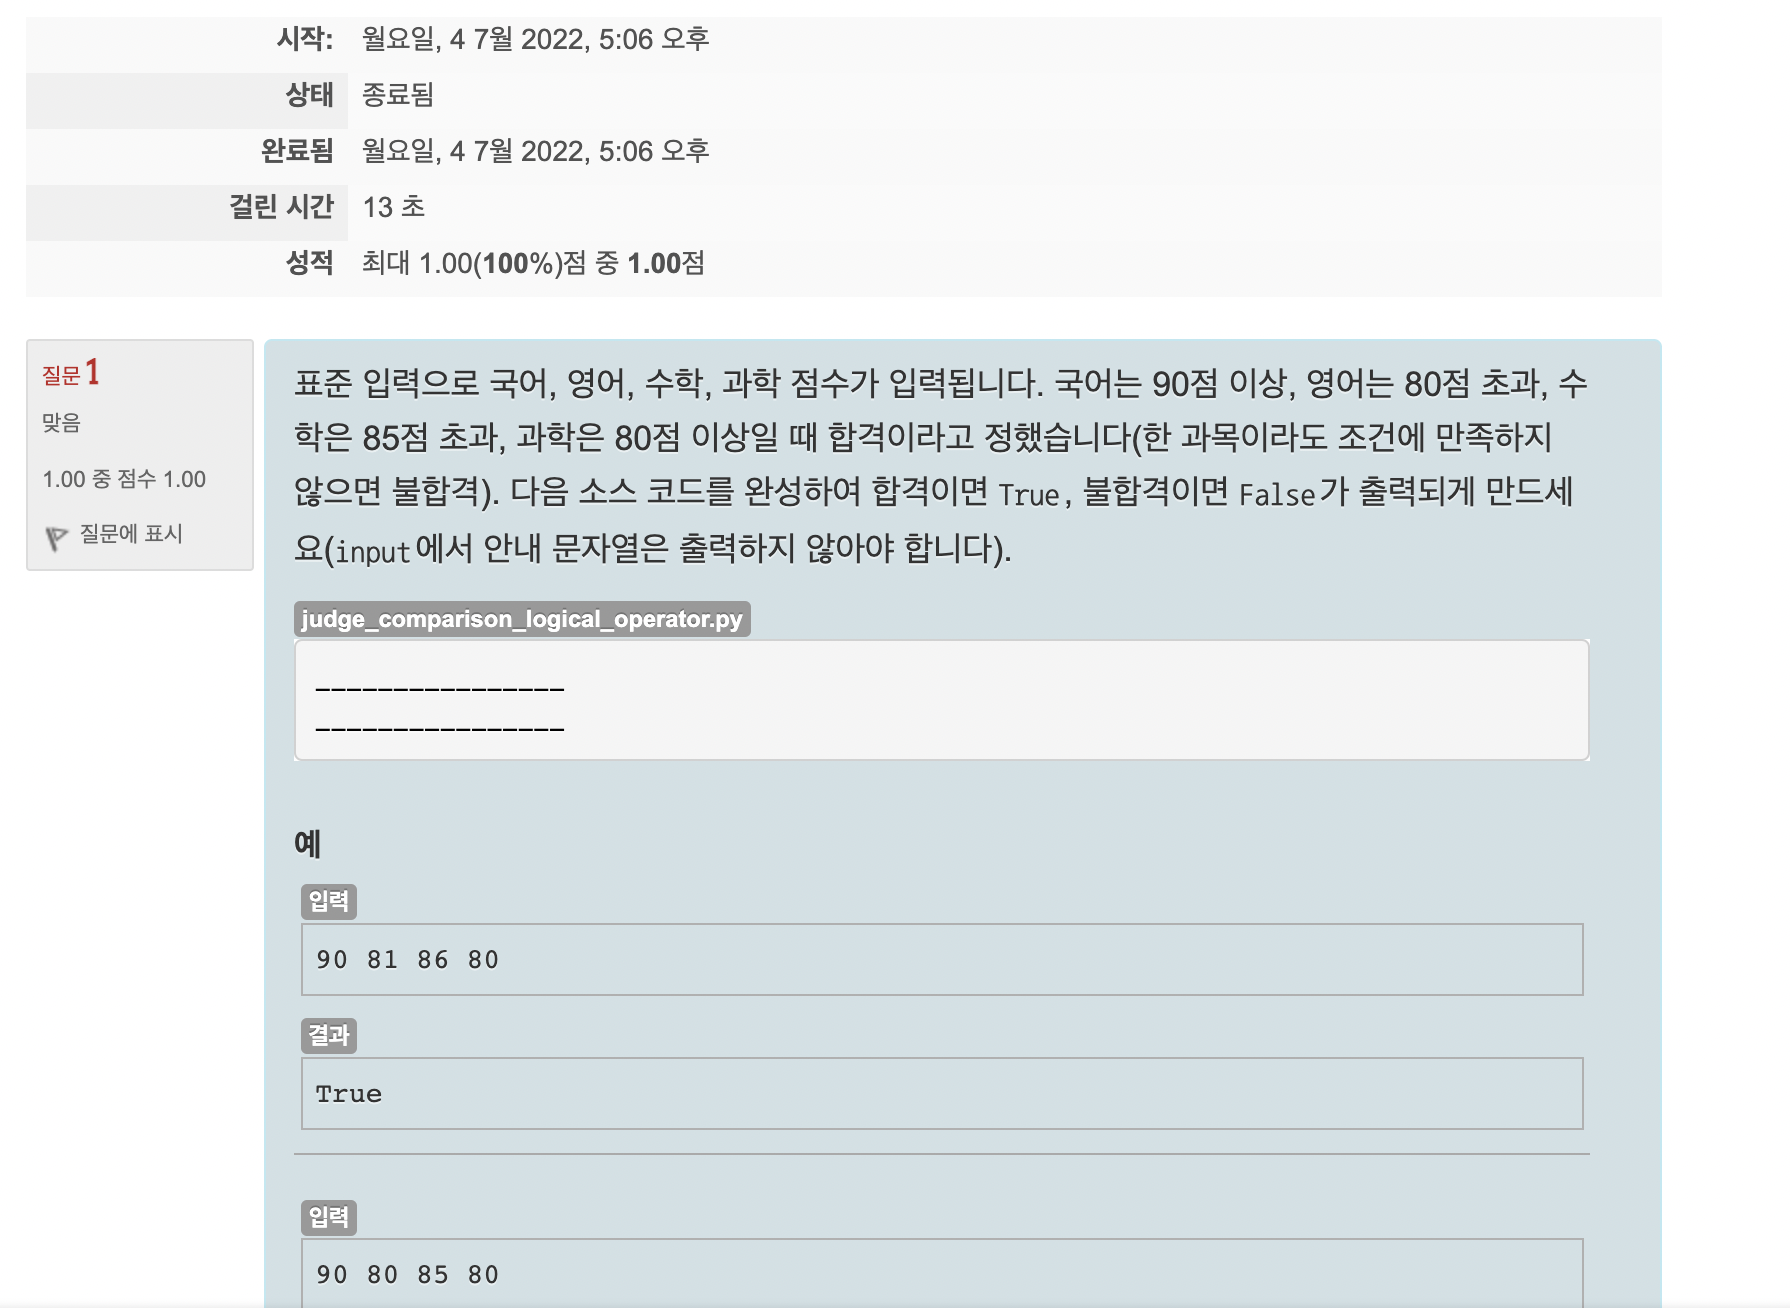 시작: 월요일, 4 7월 2022, 5:06 오후
상태 종료됨
완료됨 월요일, 4 7월 2022, 5:06 오후
걸린 시간 13 초
성적 최대 1.00(100%)점 중 1.00점
질문 1
맞음
1.00 중 점수 1.00
질문에 표시
표준 입력으로 국어, 영어, 수학, 과학 점수가 입력됩니다. 국어는 90점 이상, 영어는 80점 초과, 수
학은 85점 초과, 과학은 80점 이상일 때 합격이라고 정했습니다(한 과목이라도 조건에 만족하지
않으면 불합격). 다음 소스 코드를 완성하여 합격이면 True, 불합격이면 False가 출력되게 만드세
요(input에서 안내 문자열은 출력하지 않아야 합니다).
judge_comparison_logical_operator.py
________________
________________
예
입력
90 81 86 80
결과
True
입력
90 80 85 80